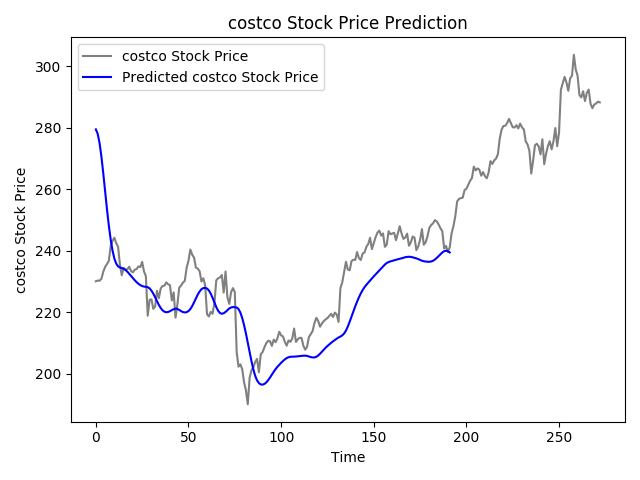 costco Stock Price Prediction
costco Stock Price
Predicted costco Stock Price
costco Stock Price
300
280
260
240
220
200
0
50
100
150
200
250
Time